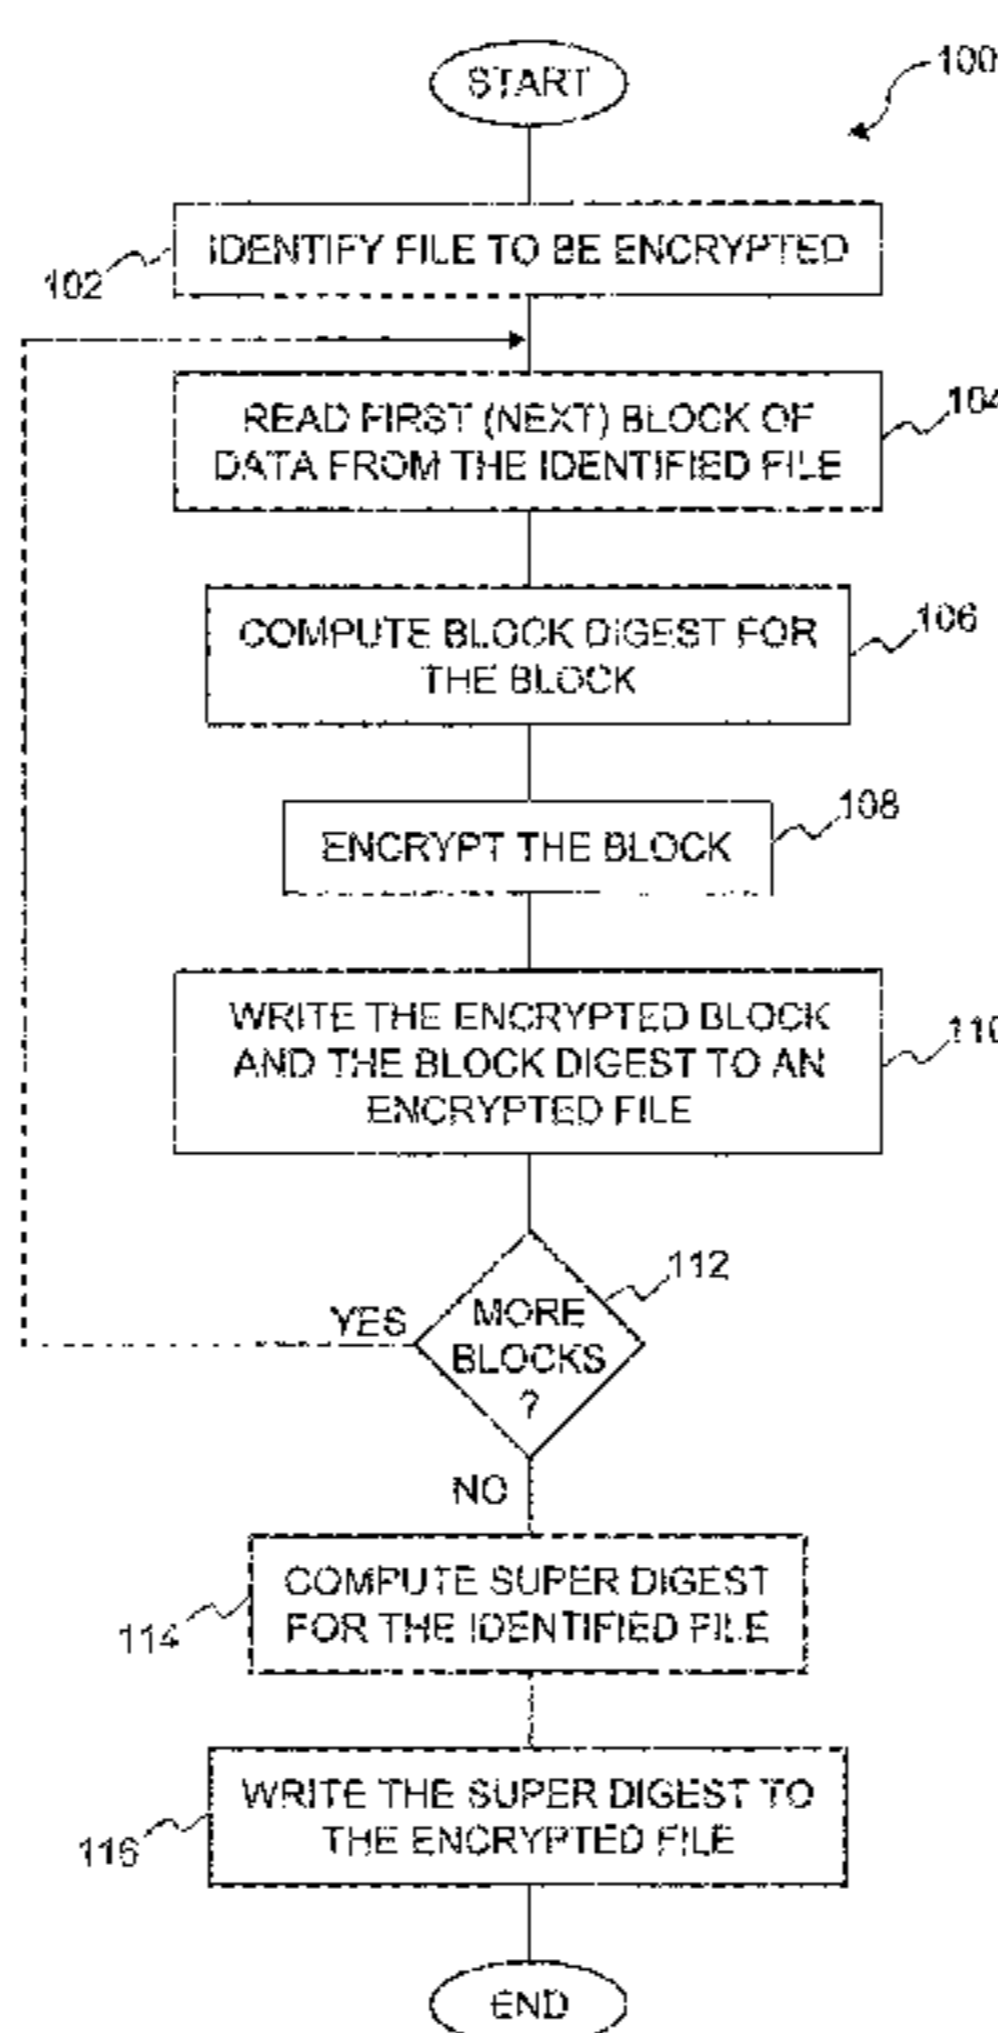 START
100
IDENTIFY FILE TO BE ENCRYPTED
102
READ FIRST (NEXT) BLOCK OF
DATA FROM THE IDENTIFIED FILE
104
COMPUTE BLOCK DIGEST FOR
THE BLOCK
106
ENCRYPT THE BLOCK
108
WRITE THE ENCRYPTED BLOCK
AND THE BLOCK DIGEST TO AN
ENCRYPTED FILE
110
MORE
BLOCKS
?
112
YES
NO
COMPUTE SUPER DIGEST
FOR THE IDENTIFIED FILE
114
WRITE THE SUPER DIGEST TO
THE ENCRYPTED FILE
116
END